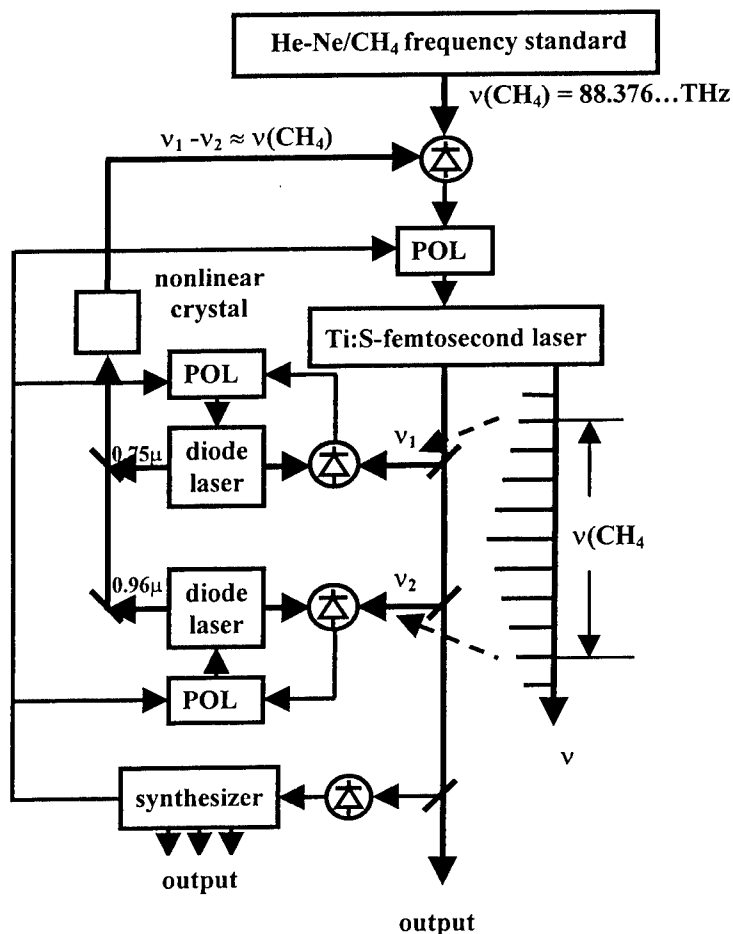 He-Ne/CH₄ frequency standard
ν(CH₄) = 88.376...THz
ν₁ -ν₂ ≈ ν(CH₄)
POL
nonlinear
crystal
Ti:S-femtosecond laser
POL
ν₁
0.75μ
diode
laser
ν(CH₄
0.96μ
diode
laser
ν₂
POL
ν
synthesizer
output
output